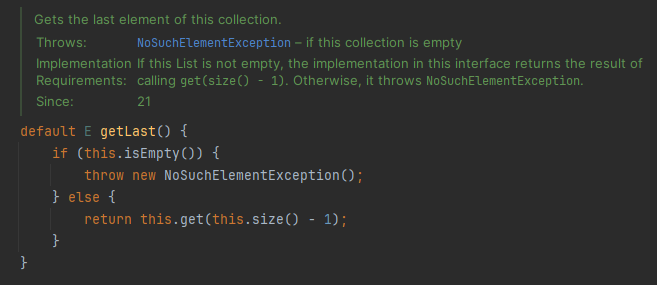 Gets the last element of this collection.
Throws: NoSuchElementException – if this collection is empty
Implementation If this List is not empty, the implementation in this interface returns the result of
Requirements: calling get(size() - 1). Otherwise, it throws NoSuchElementException.
Since: 21
default E getLast() {
    if (this.isEmpty()) {
        throw new NoSuchElementException();
    } else {
        return this.get(this.size() - 1);
    }
}